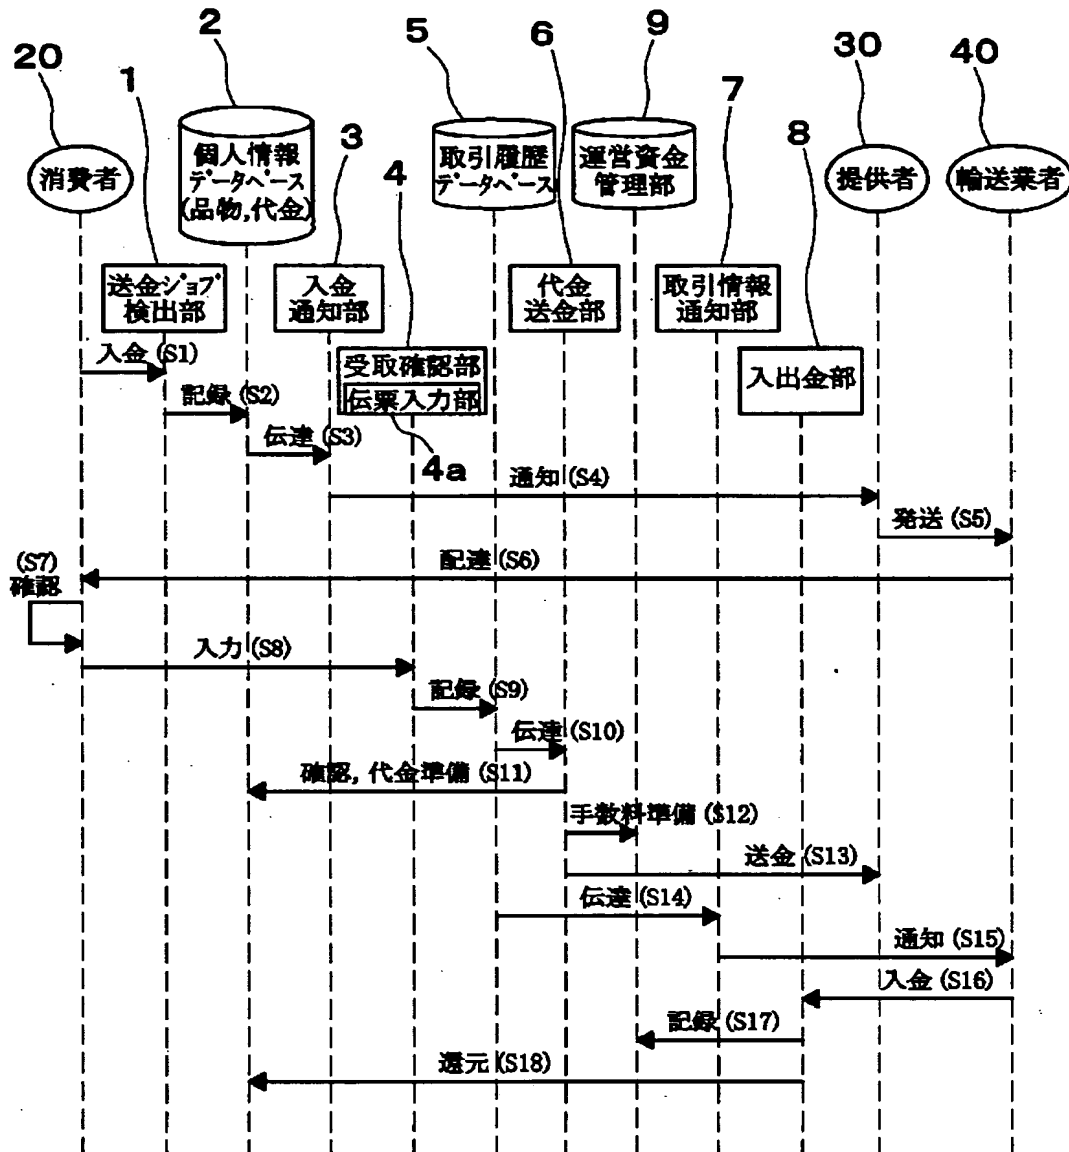 20
1
2
3
4
5
6
9
7
8
30
40
消費者
個人情報
データベース
(品物,代金)
取引履歴
データベース
運営資金
管理部
提供者
輸送業者
送金ジョブ
検出部
入金
通知部
代金
送金部
取引情報
通知部
受取確認部
伝票入力部
4a
入出金部
入金 (S1)
記録 (S2)
伝達 (S3)
通知 (S4)
発送 (S5)
配達 (S6)
(S7)
確認
入力 (S8)
記録 (S9)
伝達 (S10)
確認, 代金準備 (S11)
手数料準備 (S12)
送金 (S13)
伝達 (S14)
通知 (S15)
入金 (S16)
記録 (S17)
還元 (S18)